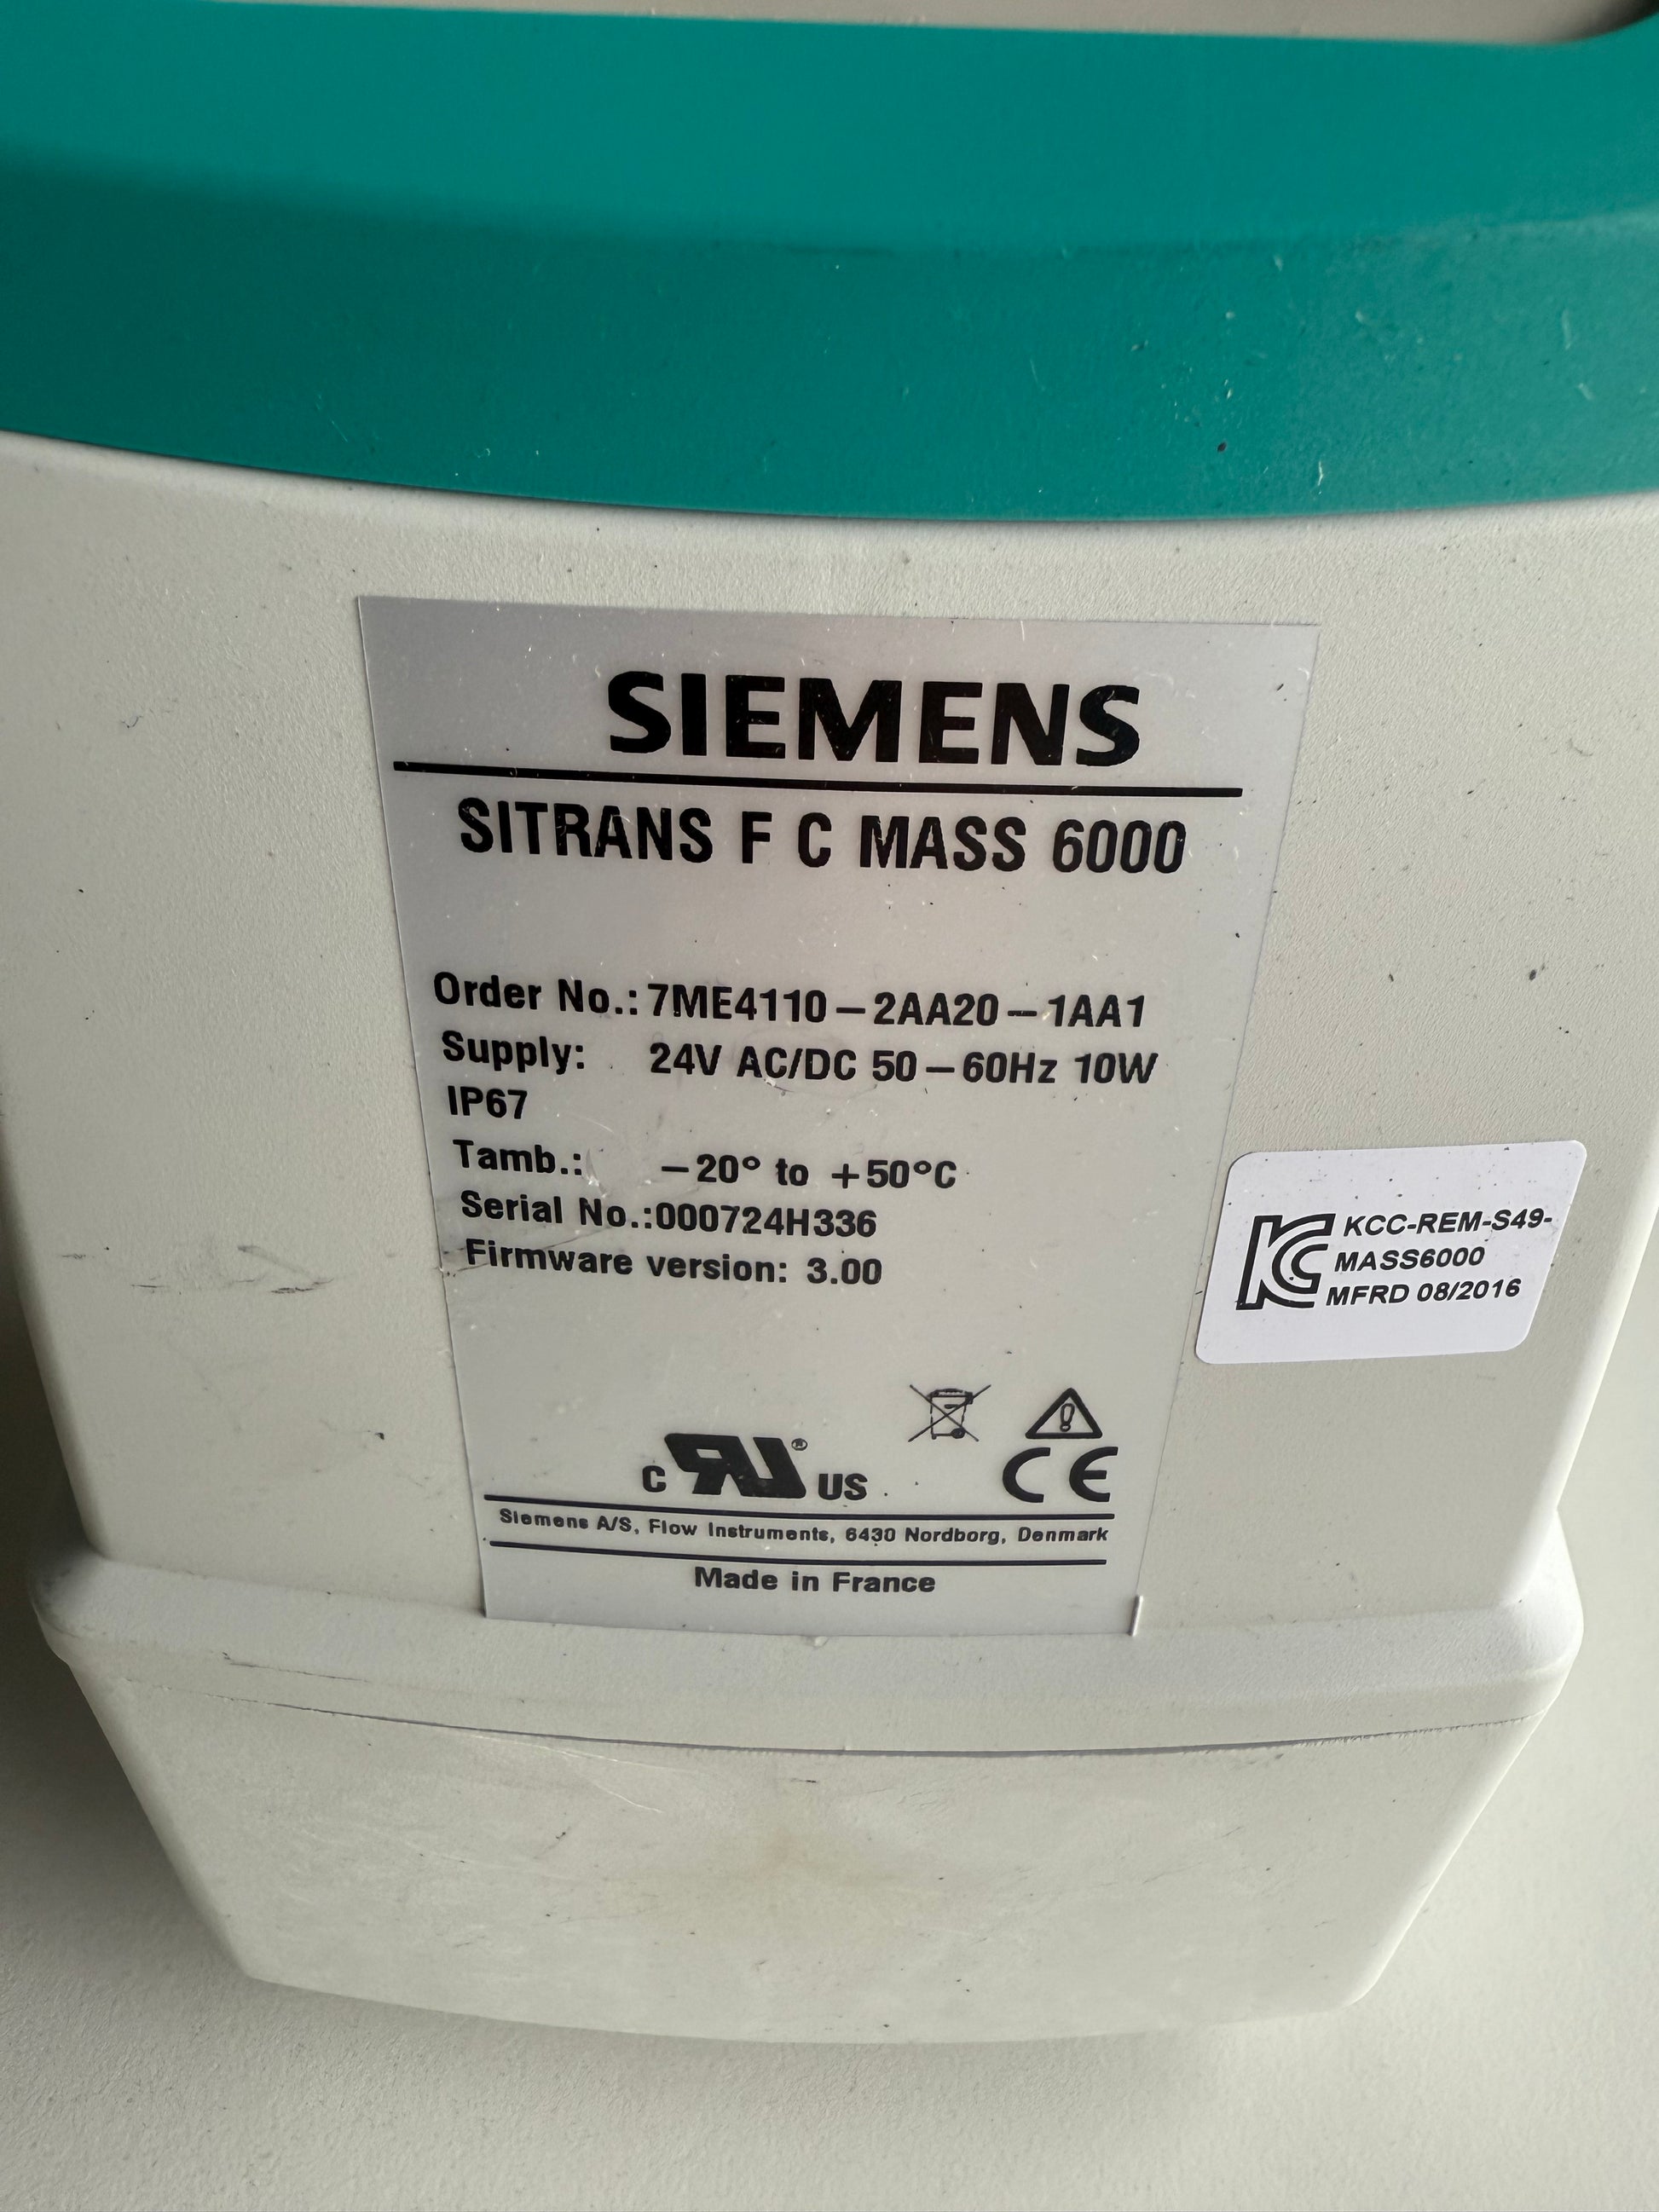 SIEMENS
SITRANS F C MASS 6000
Order No.: 7ME4110-2AA20-1AA1
Supply: 24V AC/DC 50-60Hz 10W
IP67
Tamb.: -20° to +50°C
Serial No.:000724H336
Firmware version: 3.00
KCC-REM-S49-
MASS6000
MFRD 08/2016
C RU® US
CE
Siemens A/S, Flow Instruments, 6430 Nordborg, Denmark
Made in France